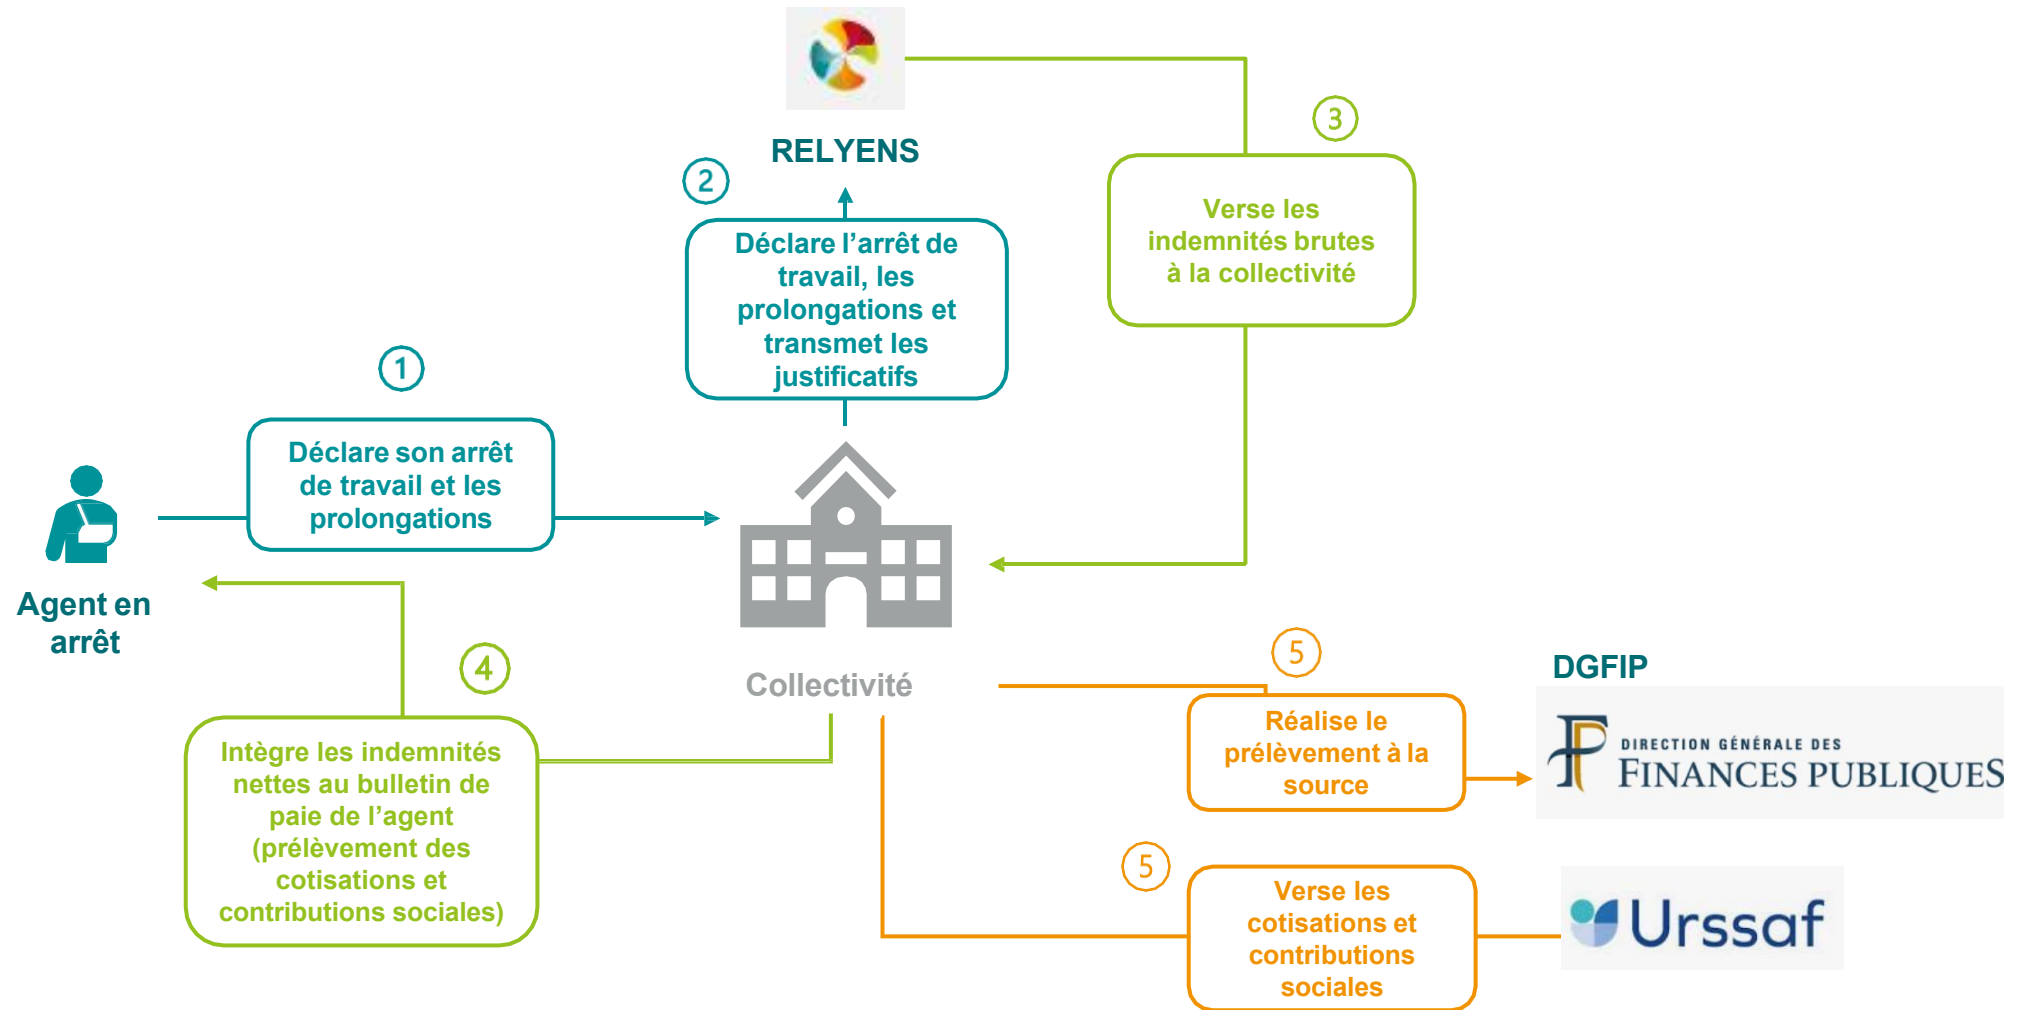 RELYENS
3
2
Verse les
indemnités brutes
à la collectivité
Déclare l’arrêt de
travail, les
prolongations et
transmet les
justificatifs
1
Déclare son arrêt
de travail et les
prolongations
Agent en
arrêt
4
Collectivité
5
DGFIP
Réalise le
prélèvement à la
source
DIRECTION GÉNÉRALE DES
FINANCES PUBLIQUES
Intègre les indemnités
nettes au bulletin de
paie de l’agent
(prélèvement des
cotisations et
contributions sociales)
5
Verse les
cotisations et
contributions
sociales
Urssaf